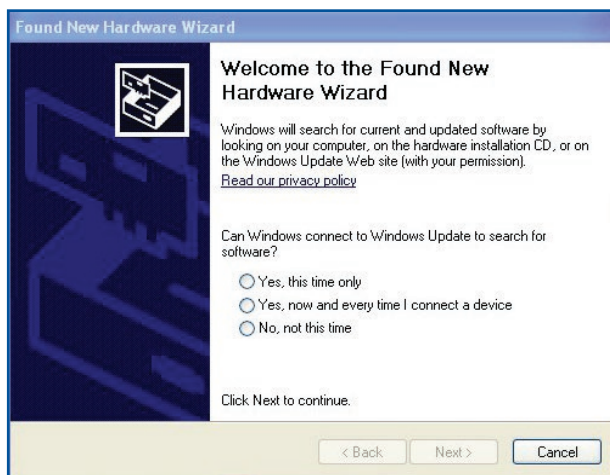 Found New Hardware Wizard
Welcome to the Found New
Hardware Wizard
Windows will search for current and updated software by
looking on your computer, on the hardware installation CD, or on
the Windows Update Web site (with your permission).
Read our privacy policy
Can Windows connect to Windows Update to search for
software?
Yes, this time only
Yes, now and every time I connect a device
No, not this time
Click Next to continue.
< Back Next > Cancel